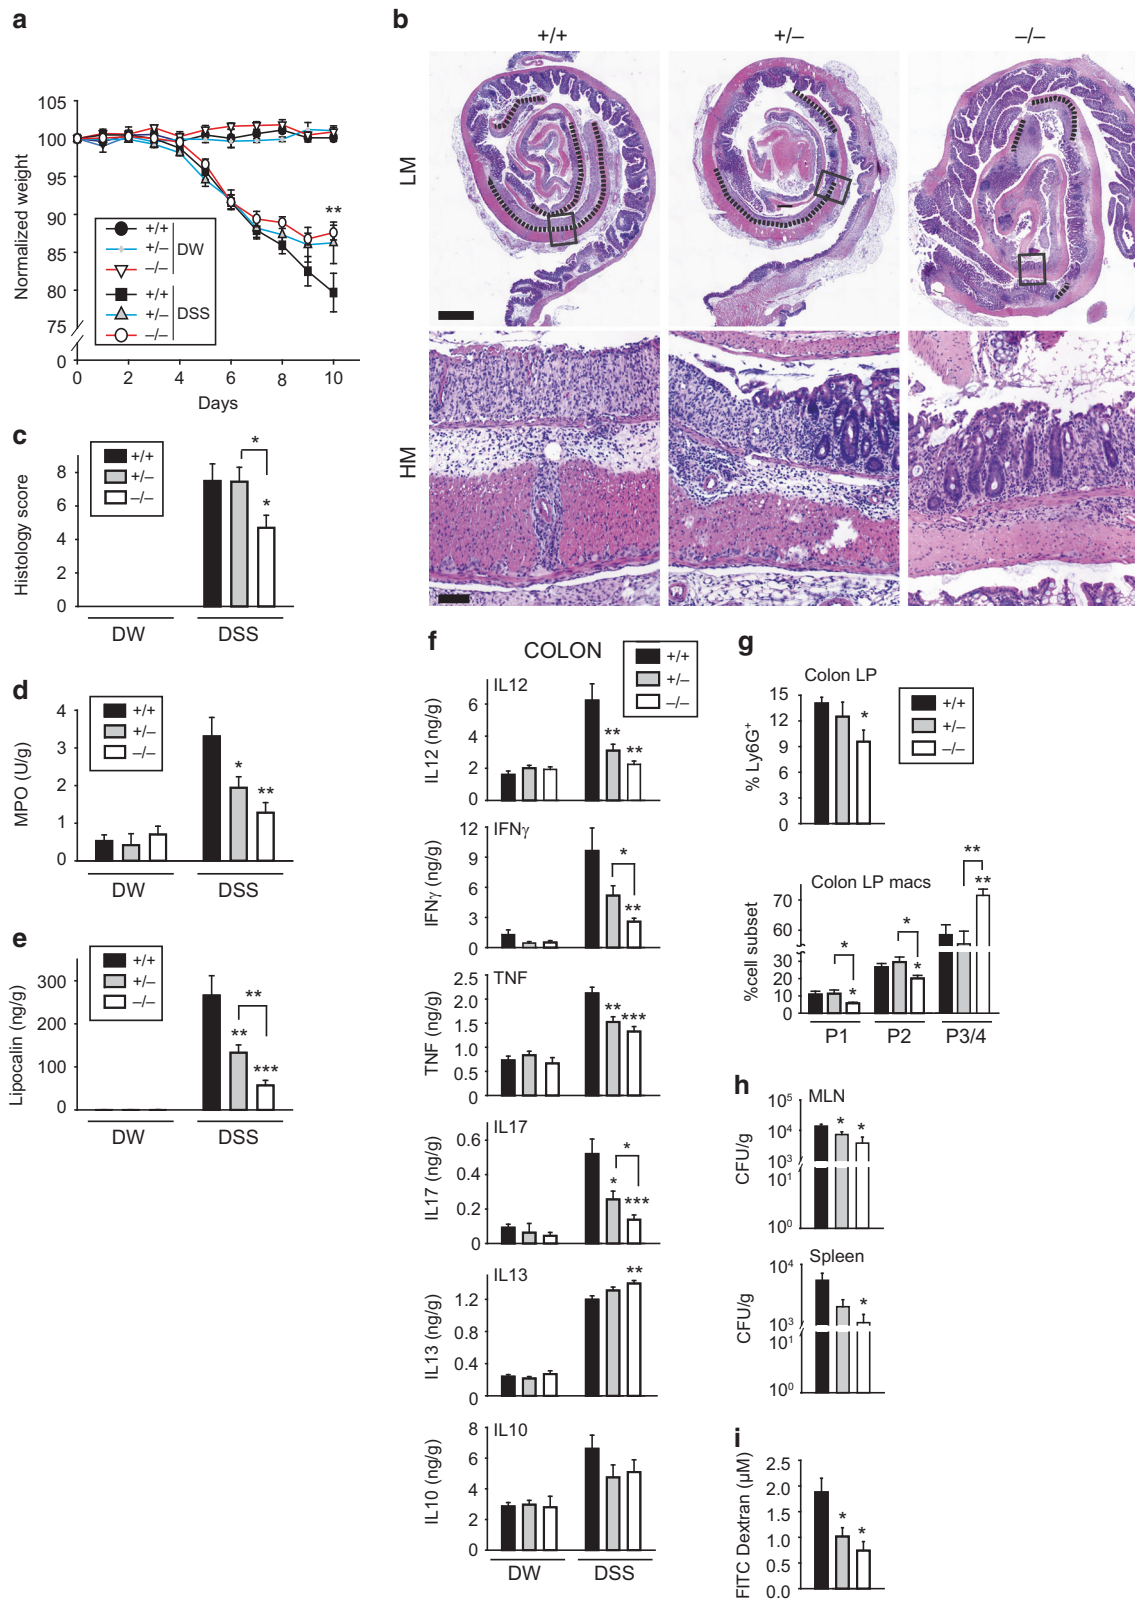 a
105
100
95
90
85
80
75
0
Normalized weight
**
+/+
+/–
–/–
DW
+/+
+/–
–/–
DSS
0 2 4 6 8 10
Days
b
+/+ +/– –/–
LM
HM
c
+/+
+/–
–/–
*
*
8
6
4
2
0
Histology score
DW DSS
d
+/+
+/–
–/–
*
**
4
3
2
1
0
MPO (U/g)
DW DSS
e
+/+
+/–
–/–
**
**
***
300
200
100
0
Lipocalin (ng/g)
DW DSS
f
COLON
+/+
+/–
–/–
IL12
6
4
2
0
IL12 (ng/g)
**
**
IFNγ
12
9
6
3
0
IFNγ (ng/g)
*
**
TNF
2.5
2.0
1.5
1.0
0.5
0
TNF (ng/g)
**
***
IL17
0.6
0.4
0.2
0
IL17 (ng/g)
*
*
***
IL13
1.2
0.8
0.4
0
IL13 (ng/g)
**
IL10
8
6
4
2
0
IL10 (ng/g)
DW DSS
g
Colon LP
+/+
+/–
–/–
15
12
9
6
3
0
% Ly6G+
*
Colon LP macs
70
60
30
20
10
0
%cell subset
*
*
*
*
**
**
P1 P2 P3/4
h
MLN
10⁵
10⁴
10³
10¹
10⁰
CFU/g
* *
Spleen
10⁴
10³
10¹
10⁰
CFU/g
*
i
2.5
2.0
1.5
1.0
0.5
0.0
FITC Dextran (µM)
* *